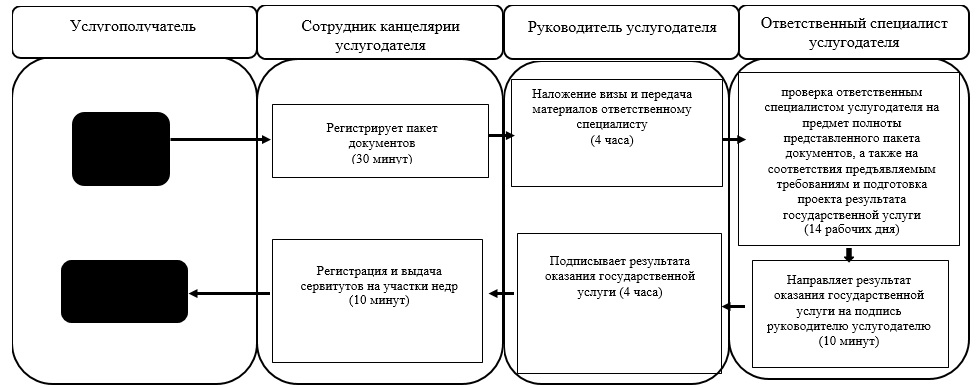 Услугополучатель
Сотрудник канцелярии
услугодателя
Руководитель услугодателя
Ответственный специалист
услугодателя
Регистрирует пакет
документов
(30 минут)
Наложение визы и передача
материалов ответственному
специалисту
(4 часа)
проверка ответственным
специалистом услугодателя на
предмет полноты
представленного пакета
документов, а также на
соответствия предъявляемым
требованиям и подготовка
проекта результата
государственной услуги
(14 рабочих дня)
Направляет результат
оказания государственной
услуги на подпись
руководителю услугодателю
(10 минут)
Подписывает результата
оказания государственной
услуги (4 часа)
Регистрация и выдача
сервитутов на участки недр
(10 минут)